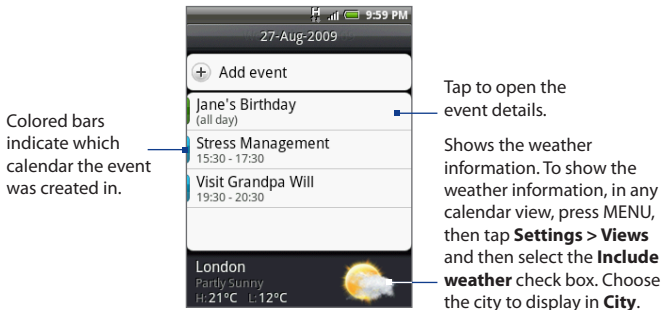 H 9:59 PM
27-Aug-2009
Add event
Jane's Birthday
(all day)
Stress Management
15:30 - 17:30
Visit Grandpa Will
19:30 - 20:30
London
Partly Sunny
H:21°C L:12°C
Colored bars
indicate which
calendar the event
was created in.
Tap to open the
event details.
Shows the weather
information. To show the
weather information, in any
calendar view, press MENU,
then tap Settings > Views
and then select the Include
weather check box. Choose
the city to display in City.